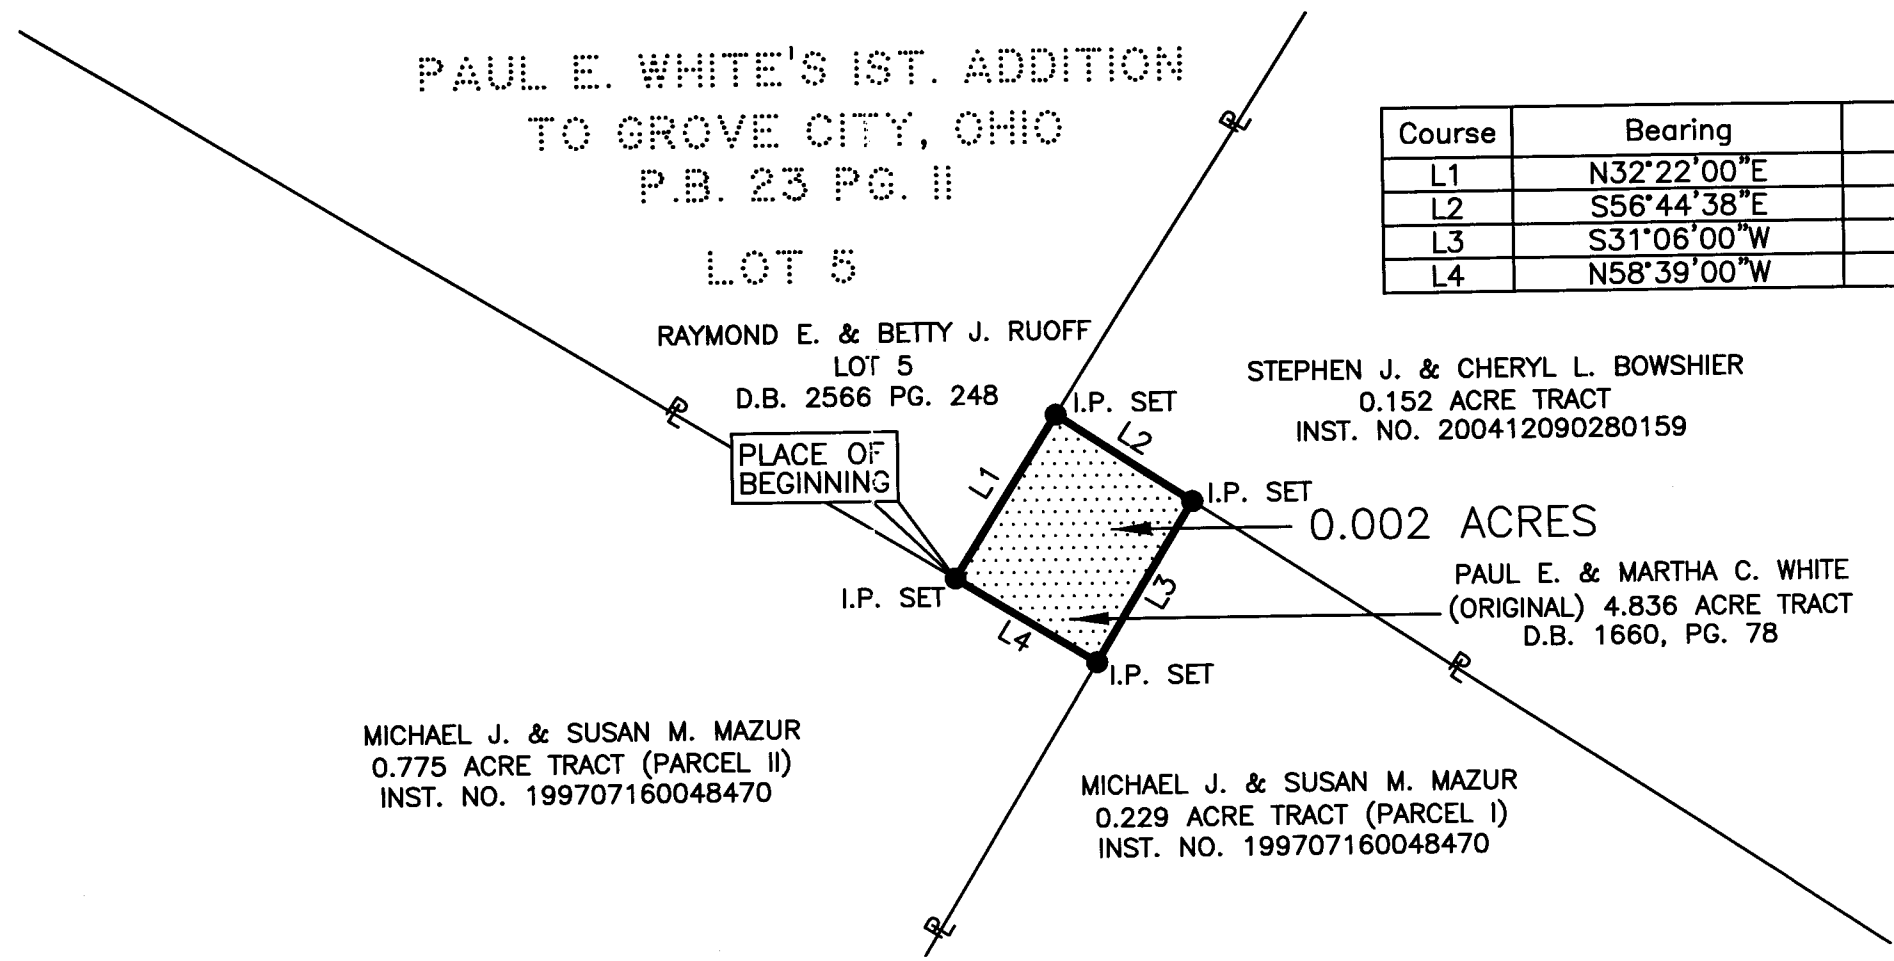 PAUL E. WHITE'S IST. ADDITION
TO GROVE CITY, OHIO
P.B. 23 PG. II
LOT 5
Course Bearing
L1 N32°22'00"E
L2 S56°44'38"E
L3 S31°06'00"W
L4 N58°39'00"W
RAYMOND E. & BETTY J. RUOFF
LOT 5
D.B. 2566 PG. 248
STEPHEN J. & CHERYL L. BOWSHIER
0.152 ACRE TRACT
INST. NO. 200412090280159
PL
PL
PLACE OF
BEGINNING
I.P. SET
L2
L1
I.P. SET
0.002 ACRES
PAUL E. & MARTHA C. WHITE
(ORIGINAL) 4.836 ACRE TRACT
D.B. 1660, PG. 78
I.P. SET
L3
L4
I.P. SET
PL
MICHAEL J. & SUSAN M. MAZUR
0.775 ACRE TRACT (PARCEL II)
INST. NO. 199707160048470
MICHAEL J. & SUSAN M. MAZUR
0.229 ACRE TRACT (PARCEL I)
INST. NO. 199707160048470
PL